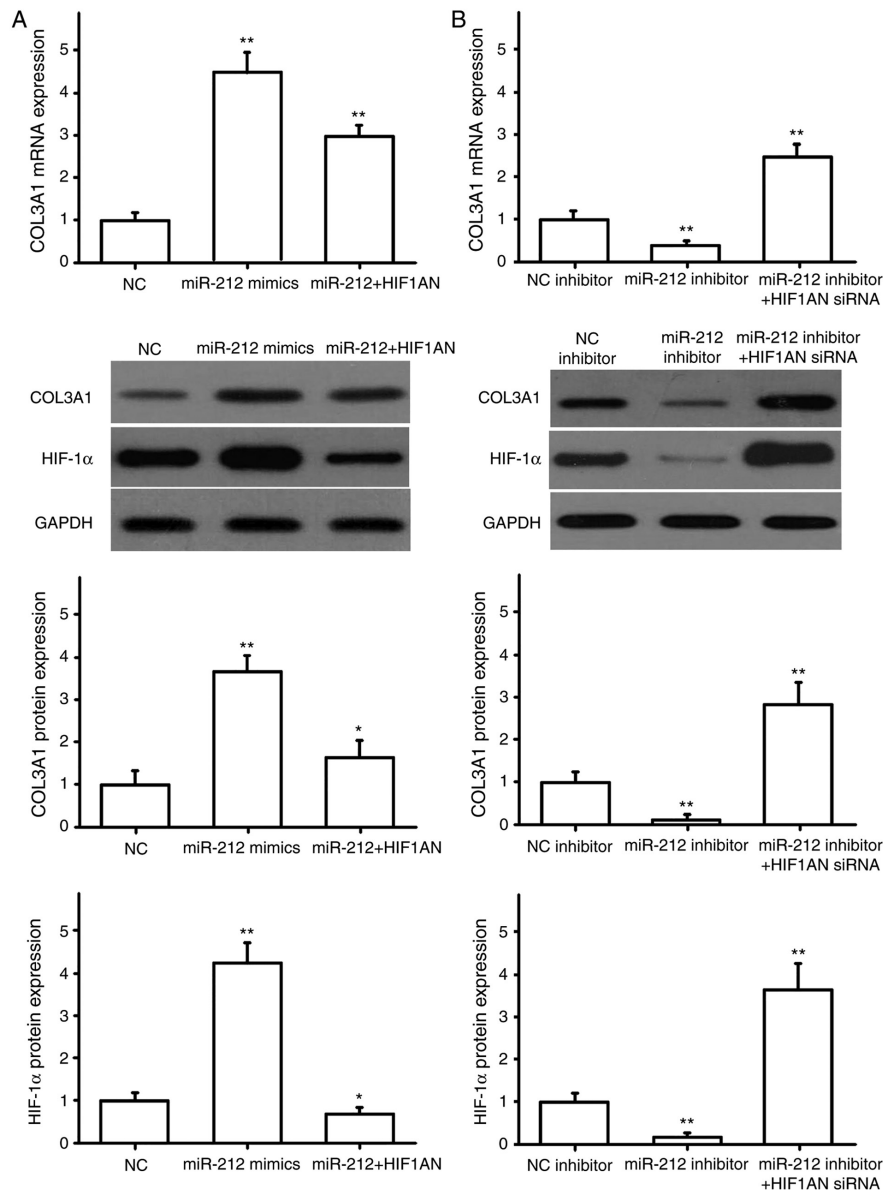 A
COL3A1 mRNA expression
5
4
3
2
1
0
**
**
NC
miR-212 mimics
miR-212+HIF1AN
NC
miR-212 mimics
miR-212+HIF1AN
COL3A1
HIF-1α
GAPDH
COL3A1 protein expression
5
4
3
2
1
0
**
*
NC
miR-212 mimics
miR-212+HIF1AN
HIF-1α protein expression
5
4
3
2
1
0
**
*
NC
miR-212 mimics
miR-212+HIF1AN
B
COL3A1 mRNA expression
5
4
3
2
1
0
**
**
NC inhibitor
miR-212 inhibitor
miR-212 inhibitor
+HIF1AN siRNA
NC
inhibitor
miR-212
inhibitor
miR-212 inhibitor
+HIF1AN siRNA
COL3A1
HIF-1α
GAPDH
COL3A1 protein expression
5
4
3
2
1
0
**
**
NC inhibitor
miR-212 inhibitor
miR-212 inhibitor
+HIF1AN siRNA
HIF-1α protein expression
5
4
3
2
1
0
**
**
NC inhibitor
miR-212 inhibitor
miR-212 inhibitor
+HIF1AN siRNA